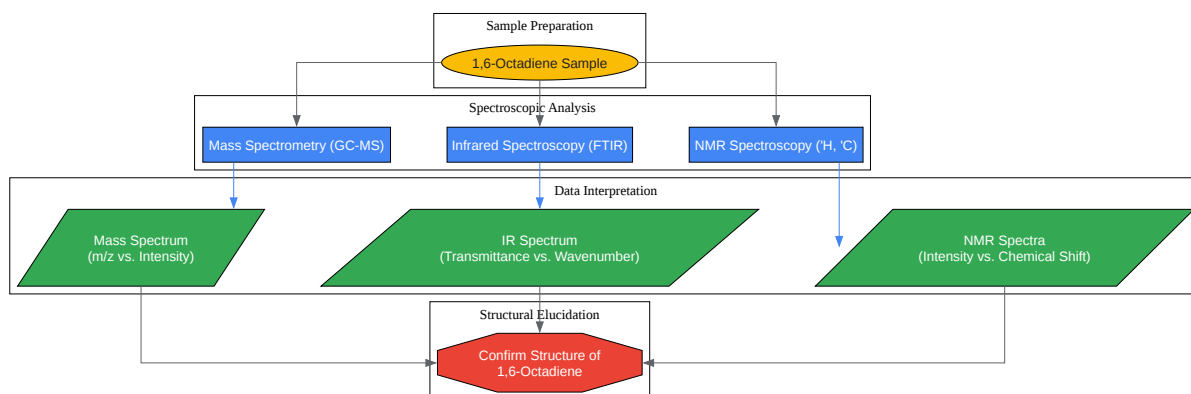 Sample Preparation
1,6-Octadiene Sample
Spectroscopic Analysis
Mass Spectrometry (GC-MS)
Infrared Spectroscopy (FTIR)
NMR Spectroscopy ('H, 'C)
Data Interpretation
Mass Spectrum
(m/z vs. Intensity)
IR Spectrum
(Transmittance vs. Wavenumber)
NMR Spectra
(Intensity vs. Chemical Shift)
Structural Elucidation
Confirm Structure of
1,6-Octadiene